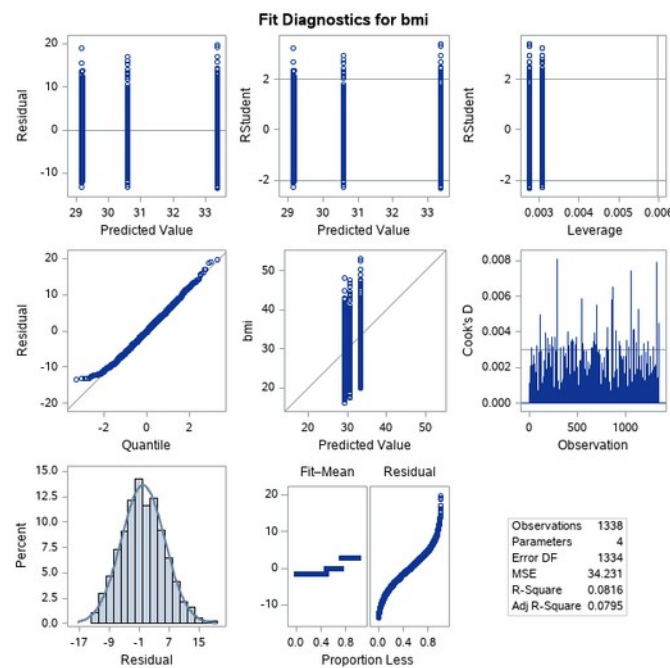 Fit Diagnostics for bmi
20
10
0
-10
Residual
29 30 31 32 33
Predicted Value
2
0
-2
RStudent
29 30 31 32 33
Predicted Value
2
0
-2
RStudent
0.003 0.004 0.005 0.006
Leverage
20
10
0
-10
-20
Residual
-2 0 2
Quantile
50
40
30
20
bmi
20 30 40 50
Predicted Value
0.008
0.006
0.004
0.002
0.000
Cook's D
0 500 1000
Observation
15.0
12.5
10.0
7.5
5.0
2.5
0.0
Percent
-17 -9 -1 7 15
Residual
Fit–Mean Residual
20
10
0
-10
0.0 0.4 0.8 0.0 0.4 0.8
Proportion Less
Observations 1338
Parameters 4
Error DF 1334
MSE 34.231
R-Square 0.0816
Adj R-Square 0.0795